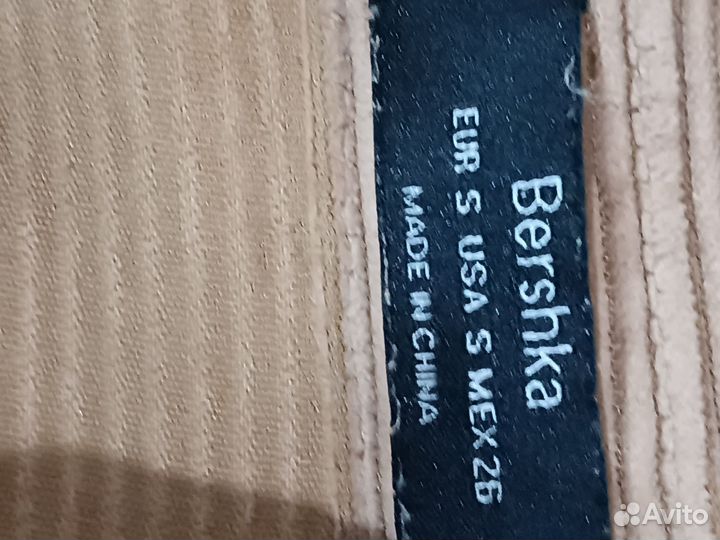 Bershka
EUR S USA S MEX 26
MADE IN CHINA
Avito